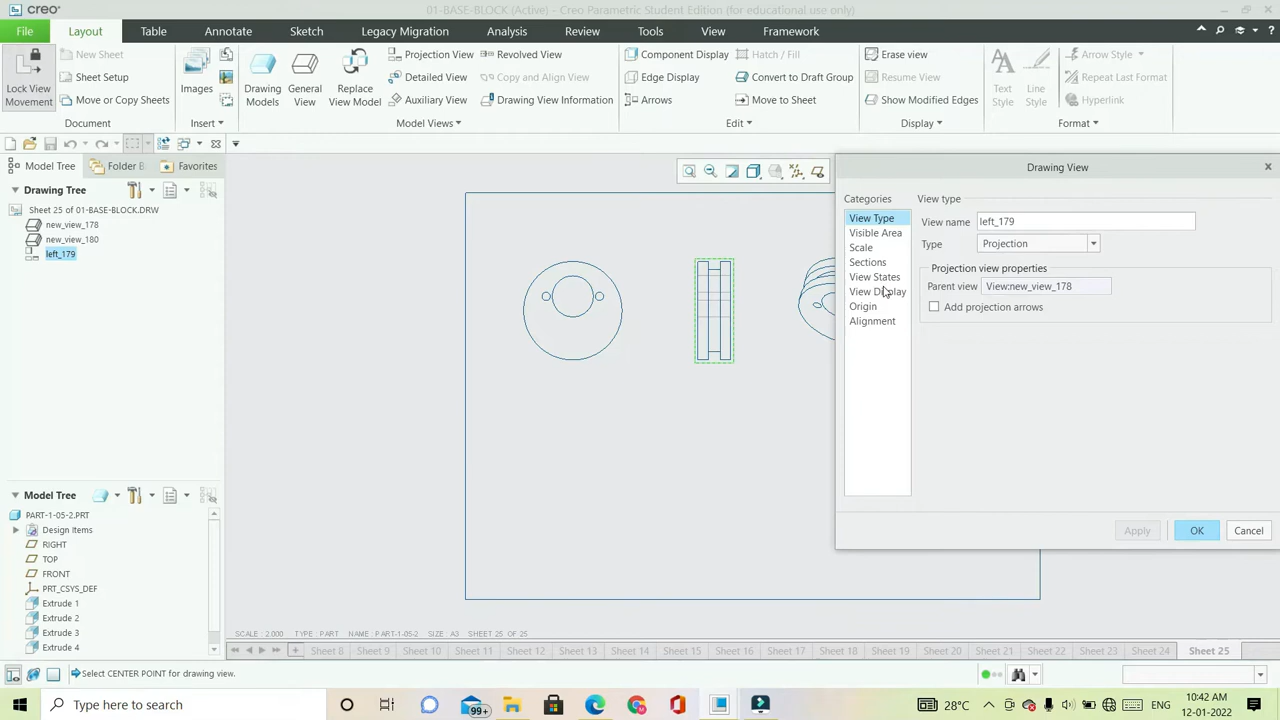 creo®
01-BASE-BLOCK (Active) - Creo Parametric Student Edition (for educational use only)
File Layout Table Annotate Sketch Legacy Migration Analysis Review Tools View Framework
Lock View Movement
New Sheet
Sheet Setup
Move or Copy Sheets
Document
Images
Insert
Drawing Models
General View
Replace View Model
Projection View
Detailed View
Auxiliary View
Revolved View
Copy and Align View
Drawing View Information
Model Views
Component Display
Edge Display
Arrows
Hatch / Fill
Convert to Draft Group
Move to Sheet
Edit
Erase view
Resume View
Show Modified Edges
Display
Text Style
Line Style
Arrow Style
Repeat Last Format
Hyperlink
Format
Model Tree Folder B Favorites
Drawing Tree
Sheet 25 of 01-BASE-BLOCK.DRW
new_view_178
new_view_180
left_179
Model Tree
PART-1-05-2.PRT
Design Items
RIGHT
TOP
FRONT
PRT_CSYS_DEF
Extrude 1
Extrude 2
Extrude 3
Extrude 4
Drawing View
Categories
View Type
Visible Area
Scale
Sections
View States
View Display
Origin
Alignment
View type
View name left_179
Type Projection
Projection view properties
Parent view View:new_view_178
Add projection arrows
Apply OK Cancel
SCALE : 2.000 TYPE : PART NAME : PART-1-05-2 SIZE : A3 SHEET 25 OF 25
Sheet 8 Sheet 9 Sheet 10 Sheet 11 Sheet 12 Sheet 13 Sheet 14 Sheet 15 Sheet 16 Sheet 17 Sheet 18 Sheet 19 Sheet 20 Sheet 21 Sheet 22 Sheet 23 Sheet 24 Sheet 25
Select CENTER POINT for drawing view.
Type here to search
99+
28°C
ENG
10:42 AM
12-01-2022